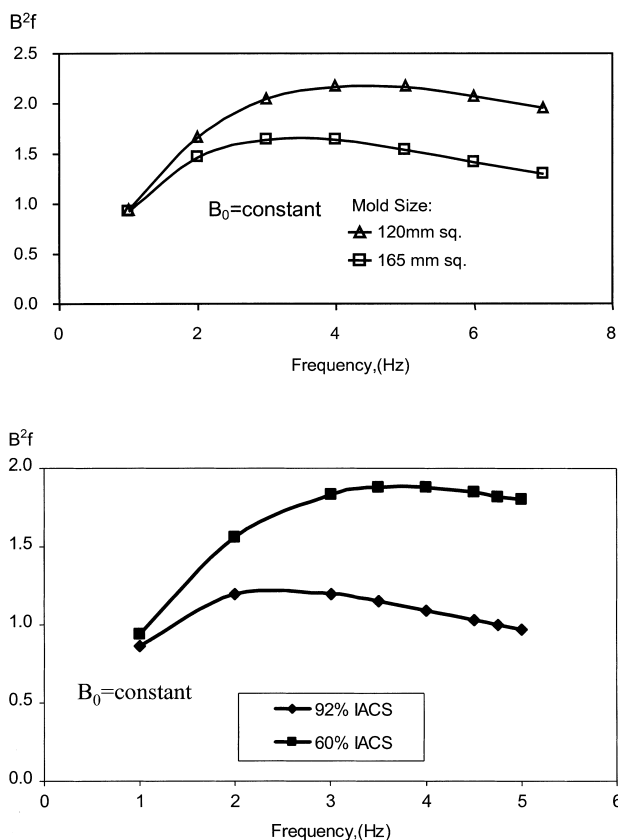 B²f
2.5
2.0
1.5
1.0
0.5
0.0
B₀=constant
Mold Size:
120mm sq.
165 mm sq.
0 2 4 6 8
Frequency,(Hz)
B²f
2.0
1.5
1.0
0.5
0.0
B₀=constant
92% IACS
60% IACS
0 1 2 3 4 5 6
Frequency,(Hz)